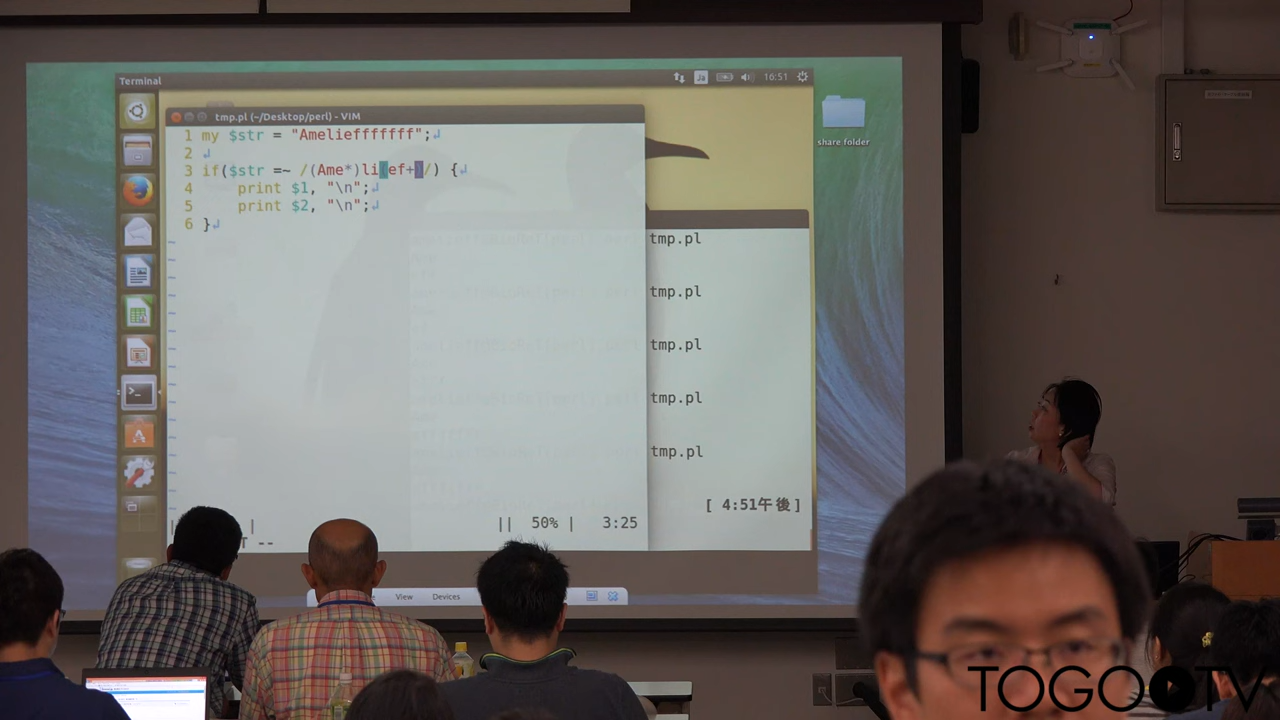 Terminal
Ja
16:51
tmp.pl (~/Desktop/perl) - VIM
1 my $str = "Ameliefffffff";
2
3 if($str =~ /(Ame*)li(ef+)/) {
4 print $1, "\n";
5 print $2, "\n";
6 }
share folder
tmp.pl
tmp.pl
tmp.pl
tmp.pl
tmp.pl
[ 4:51午後]
|| 50% | 3:25
--
View Devices
TOGOTV